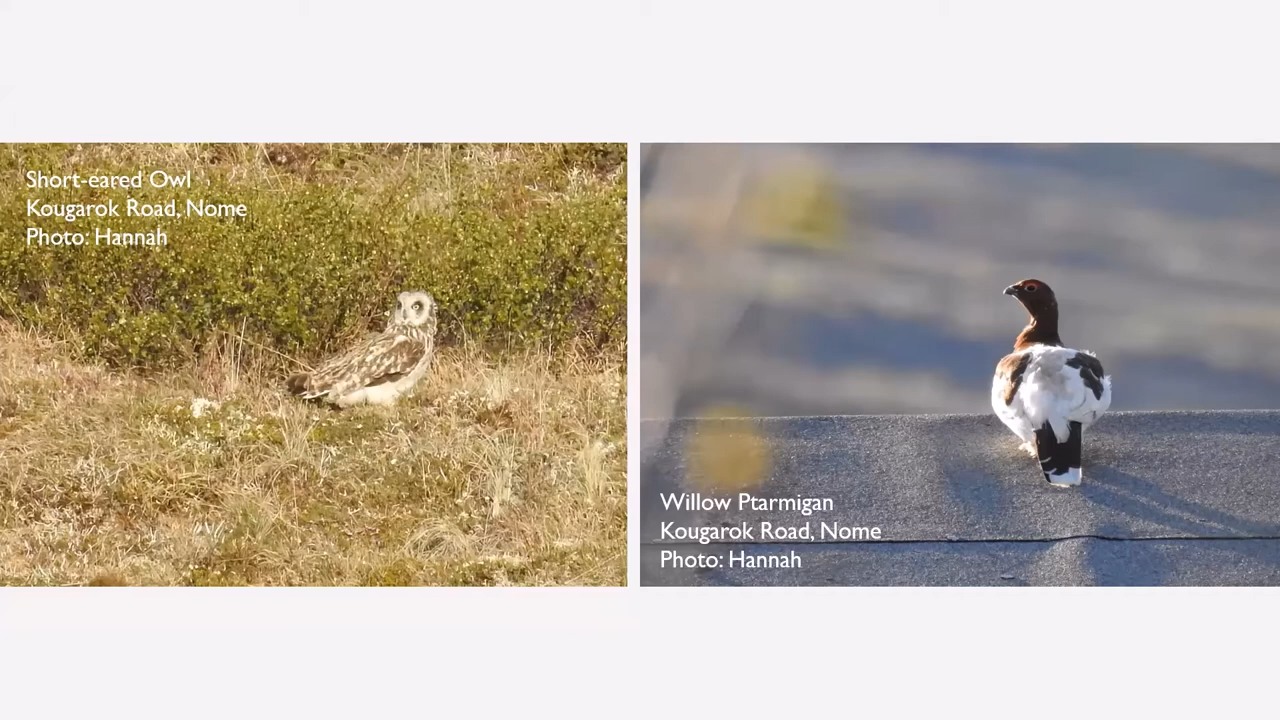 Short-eared Owl
Kougarok Road, Nome
Photo: Hannah
Willow Ptarmigan
Kougarok Road, Nome
Photo: Hannah